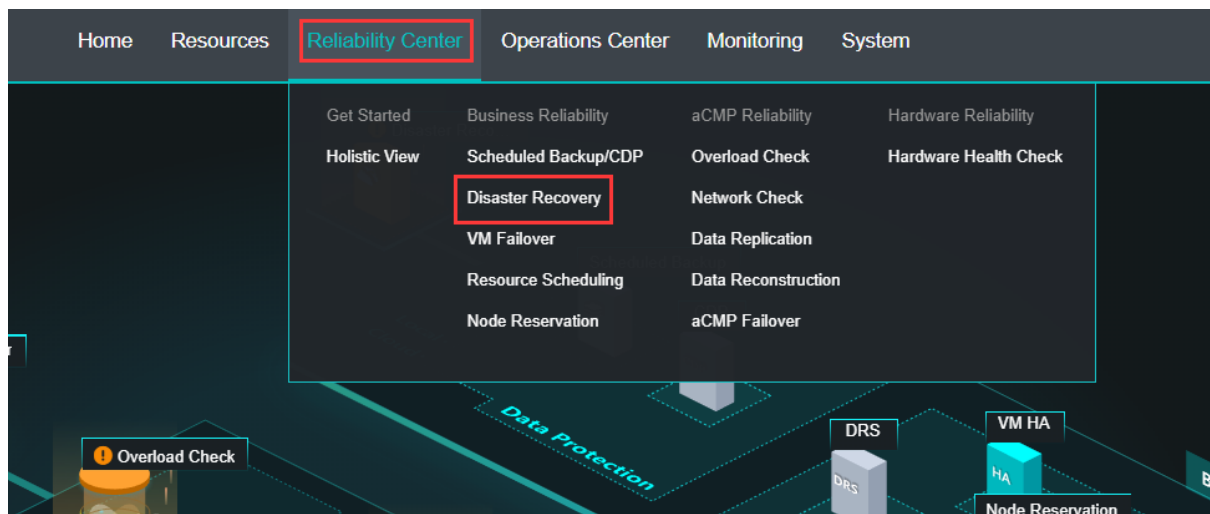 Home Resources Reliability Center Operations Center Monitoring System
Get Started Business Reliability aCMP Reliability Hardware Reliability
Holistic View Scheduled Backup/CDP Overload Check Hardware Health Check
Disaster Recovery Network Check
VM Failover Data Replication
Resource Scheduling Data Reconstruction
Node Reservation aCMP Failover
Data Protection
DRS
VM HA
Overload Check
DRS
HA
Node Reservation